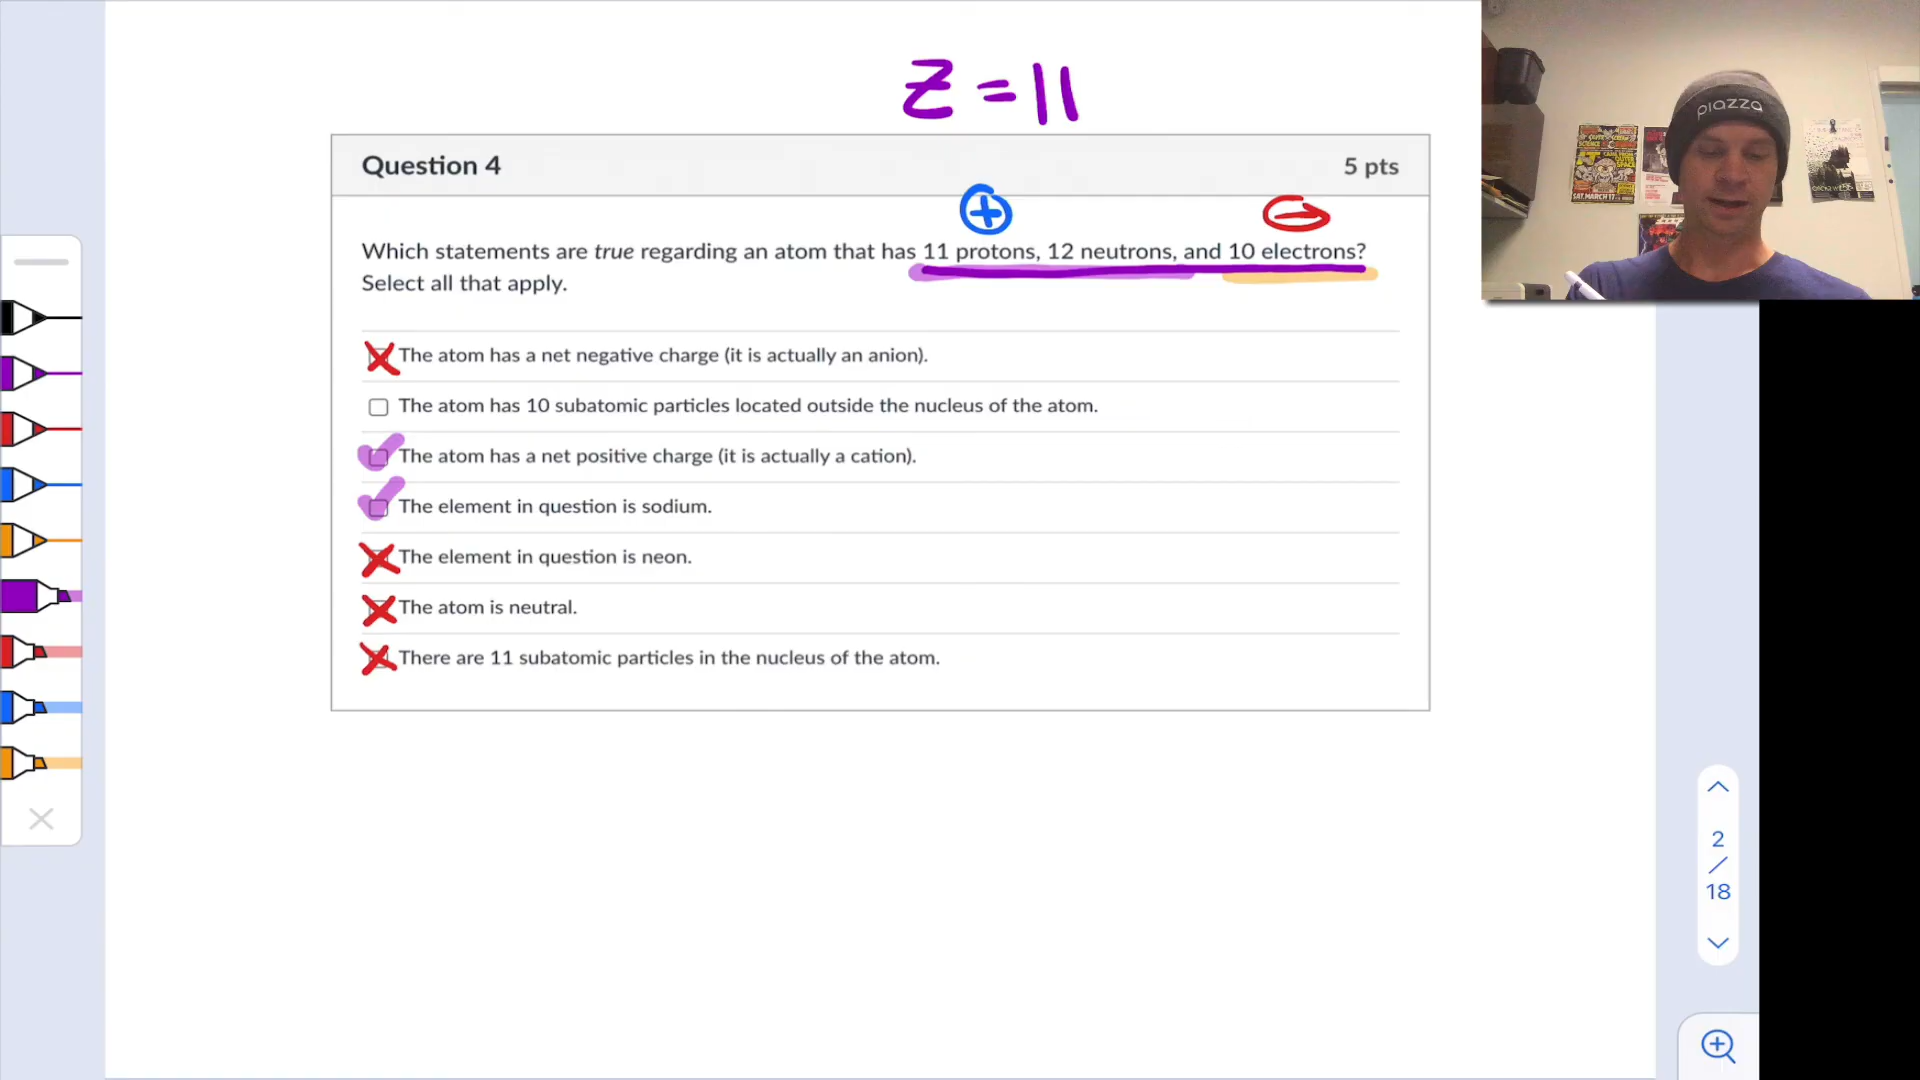 Z = 11
piazza
Question 4
5 pts
+
Which statements are true regarding an atom that has 11 protons, 12 neutrons, and 10 electrons?
Select all that apply.
The atom has a net negative charge (it is actually an anion).
The atom has 10 subatomic particles located outside the nucleus of the atom.
The atom has a net positive charge (it is actually a cation).
The element in question is sodium.
The element in question is neon.
The atom is neutral.
There are 11 subatomic particles in the nucleus of the atom.
2
/
18